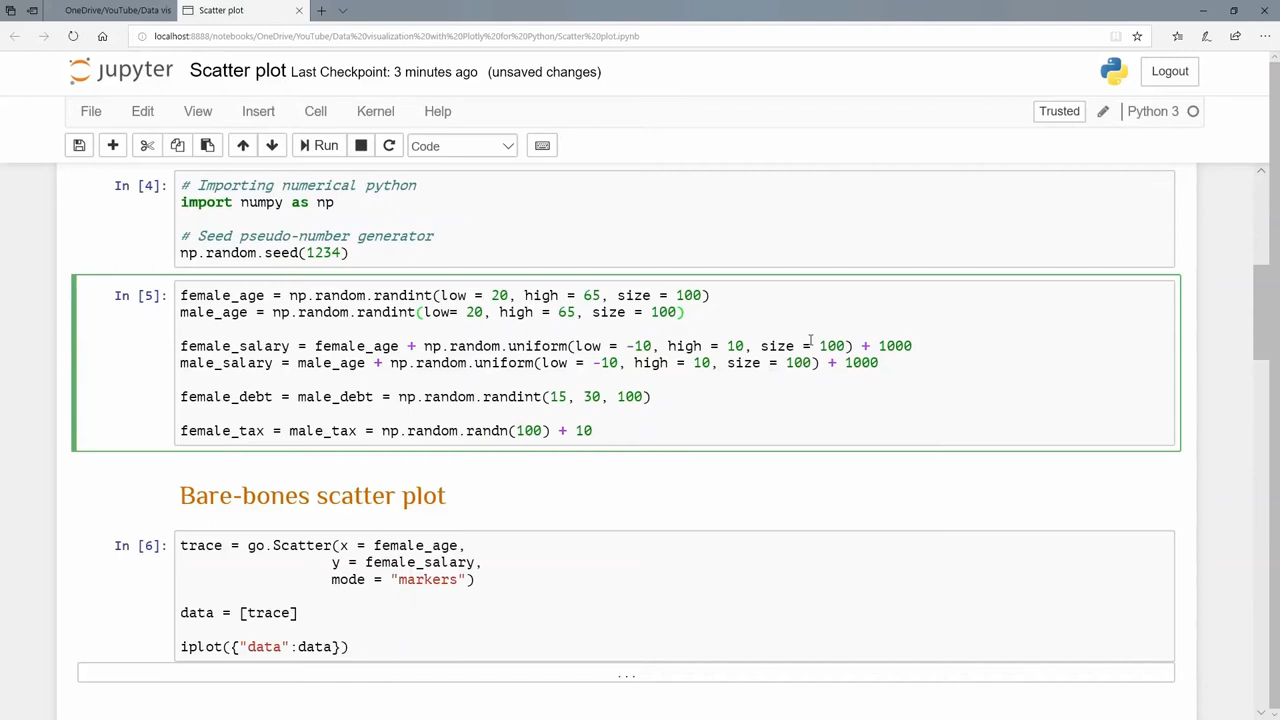 OneDrive/YouTube/Data vis
Scatter plot
localhost:8888/notebooks/OneDrive/YouTube/Data%20visualization%20with%20Plotly%20for%20Python/Scatter%20plot.ipynb
jupyter Scatter plot Last Checkpoint: 3 minutes ago (unsaved changes)
Logout
File Edit View Insert Cell Kernel Help
Trusted Python 3
Run Code
In [4]:
# Importing numerical python
import numpy as np
# Seed pseudo-number generator
np.random.seed(1234)
In [5]:
female_age = np.random.randint(low = 20, high = 65, size = 100)
male_age = np.random.randint(low= 20, high = 65, size = 100)
female_salary = female_age + np.random.uniform(low = -10, high = 10, size = 100) + 1000
male_salary = male_age + np.random.uniform(low = -10, high = 10, size = 100) + 1000
female_debt = male_debt = np.random.randint(15, 30, 100)
female_tax = male_tax = np.random.randn(100) + 10
Bare-bones scatter plot
In [6]:
trace = go.Scatter(x = female_age,
y = female_salary,
mode = "markers")
data = [trace]
iplot({"data":data})
...